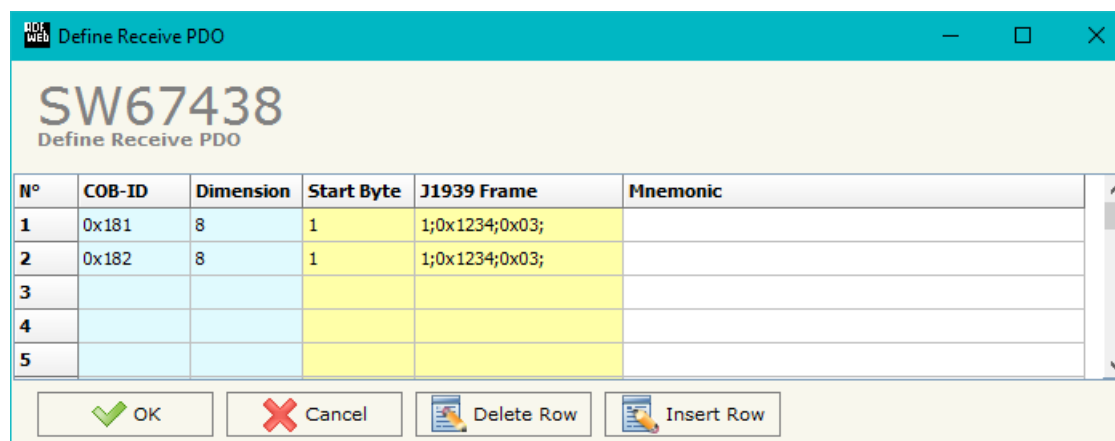 ADF WEB Define Receive PDO
SW67438
Define Receive PDO
N° COB-ID Dimension Start Byte J1939 Frame Mnemonic
1 0x181 8 1 1;0x1234;0x03;
2 0x182 8 1 1;0x1234;0x03;
3
4
5
OK Cancel Delete Row Insert Row